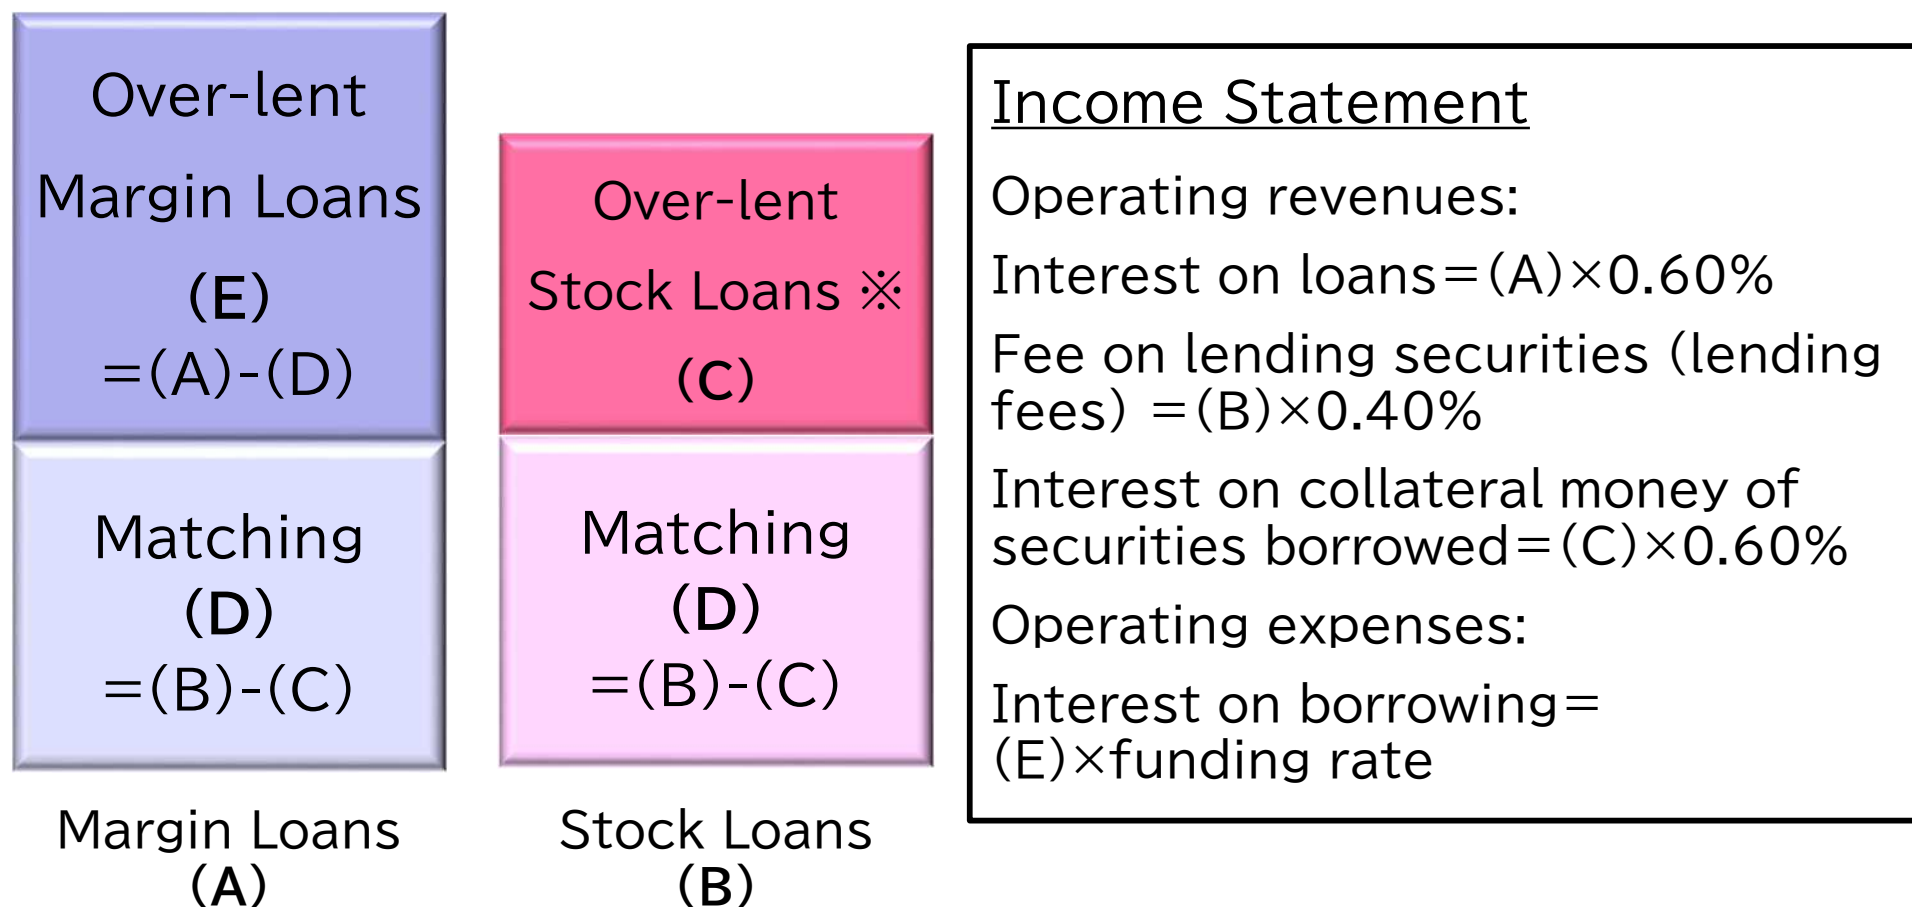 Over-lent
Margin Loans
(E)
=(A)-(D)
Matching
(D)
=(B)-(C)
Margin Loans
(A)
Over-lent
Stock Loans ※
(C)
Matching
(D)
=(B)-(C)
Stock Loans
(B)
Income Statement
Operating revenues:
Interest on loans=(A)×0.60%
Fee on lending securities (lending
fees) =(B)×0.40%
Interest on collateral money of
securities borrowed=(C)×0.60%
Operating expenses:
Interest on borrowing=
(E)×funding rate